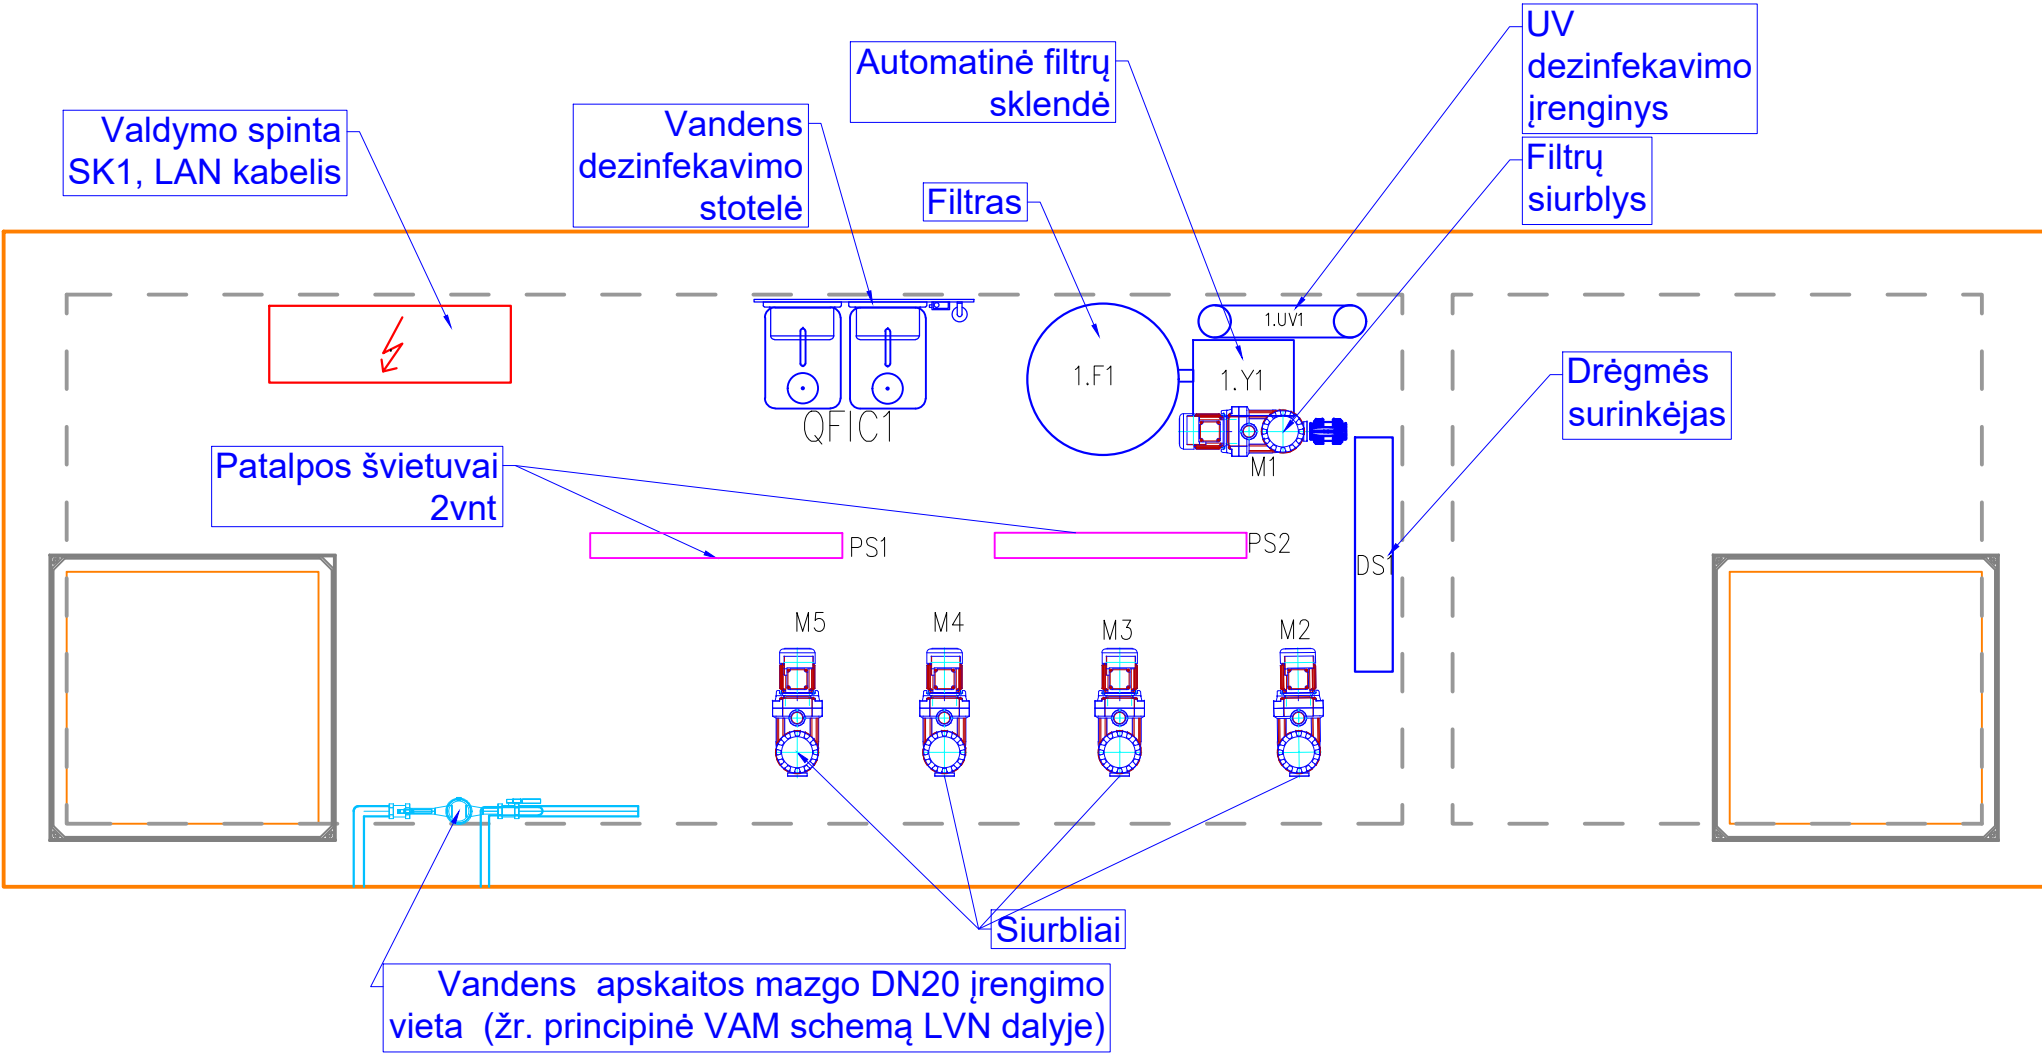 UV
dezinfekavimo
įrenginys
Automatinė filtrų
sklendė
Vandens
dezinfekavimo
stotelė
Valdymo spinta
SK1, LAN kabelis
Filtrų
siurblys
Filtras
1.UV1
1.F1
1.Y1
Drėgmės
surinkėjas
QFIC1
M1
Patalpos švietuvai
2vnt
PS1
PS2
DS1
M5
M4
M3
M2
Siurbliai
Vandens apskaitos mazgo DN20 įrengimo
vieta (žr. principinė VAM schemą LVN dalyje)